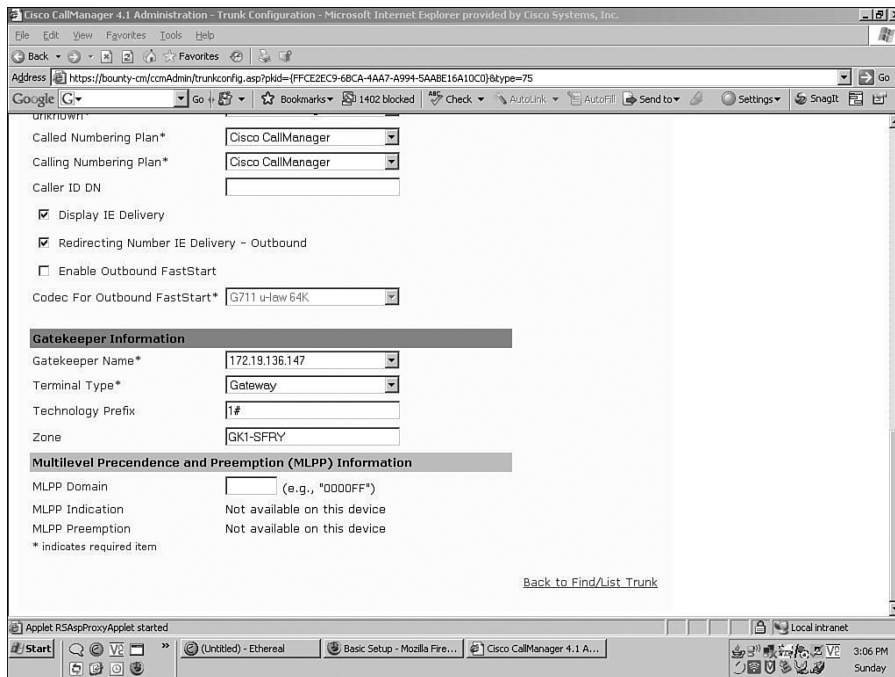 Cisco CallManager 4.1 Administration - Trunk Configuration - Microsoft Internet Explorer provided by Cisco Systems, Inc.
File Edit View Favorites Tools Help
Back Favorites
Address https://bounty-cm/ccmAdmin/trunkconfig.asp?pkid={FFCE2EC9-6BCA-4AA7-A994-5AABE16A10C0}&type=75 Go
Google G Go Bookmarks 1402 blocked ABC Check AutoLink AutoFill Send to Settings SnagIt
unknown*
Called Numbering Plan* Cisco CallManager
Calling Numbering Plan* Cisco CallManager
Caller ID DN
Display IE Delivery
Redirecting Number IE Delivery - Outbound
Enable Outbound FastStart
Codec For Outbound FastStart* G711 u-law 64K
Gatekeeper Information
Gatekeeper Name* 172.19.136.147
Terminal Type* Gateway
Technology Prefix 1#
Zone GK1-SFRY
Multilevel Precendence and Preemption (MLPP) Information
MLPP Domain (e.g., "0000FF")
MLPP Indication Not available on this device
MLPP Preemption Not available on this device
* indicates required item
Back to Find/List Trunk
Applet RSAspProxyApplet started Local intranet
Start » (Untitled) - Ethereal Basic Setup - Mozilla Fire... Cisco CallManager 4.1 A... 3:06 PM
Sunday